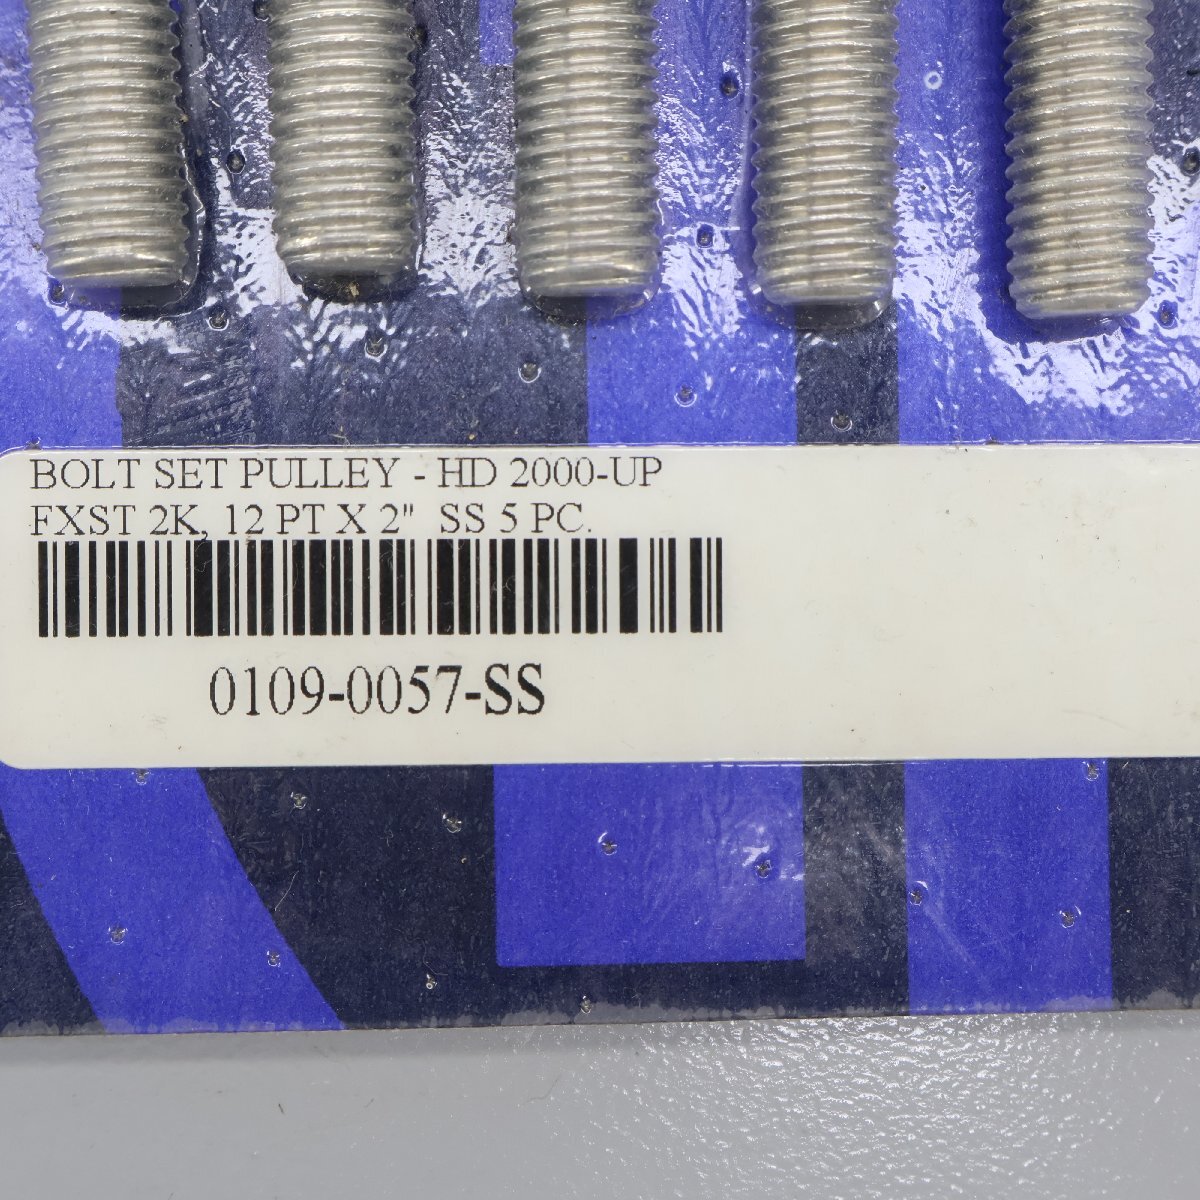 BOLT SET PULLEY - HD 2000-UP
FXST 2K, 12 PT X 2"  SS 5 PC.
0109-0057-SS